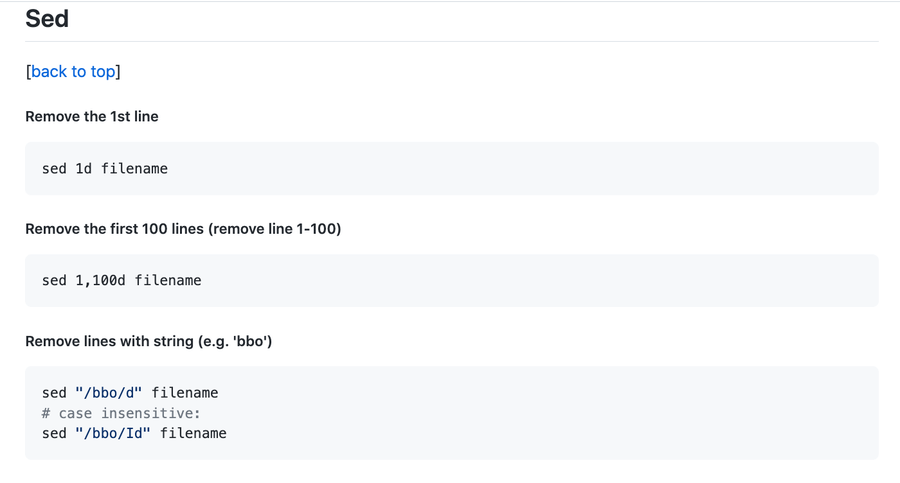 Sed
[back to top]
Remove the 1st line
sed 1d filename
Remove the first 100 lines (remove line 1-100)
sed 1,100d filename
Remove lines with string (e.g. 'bbo')
sed "/bbo/d" filename
# case insensitive:
sed "/bbo/Id" filename